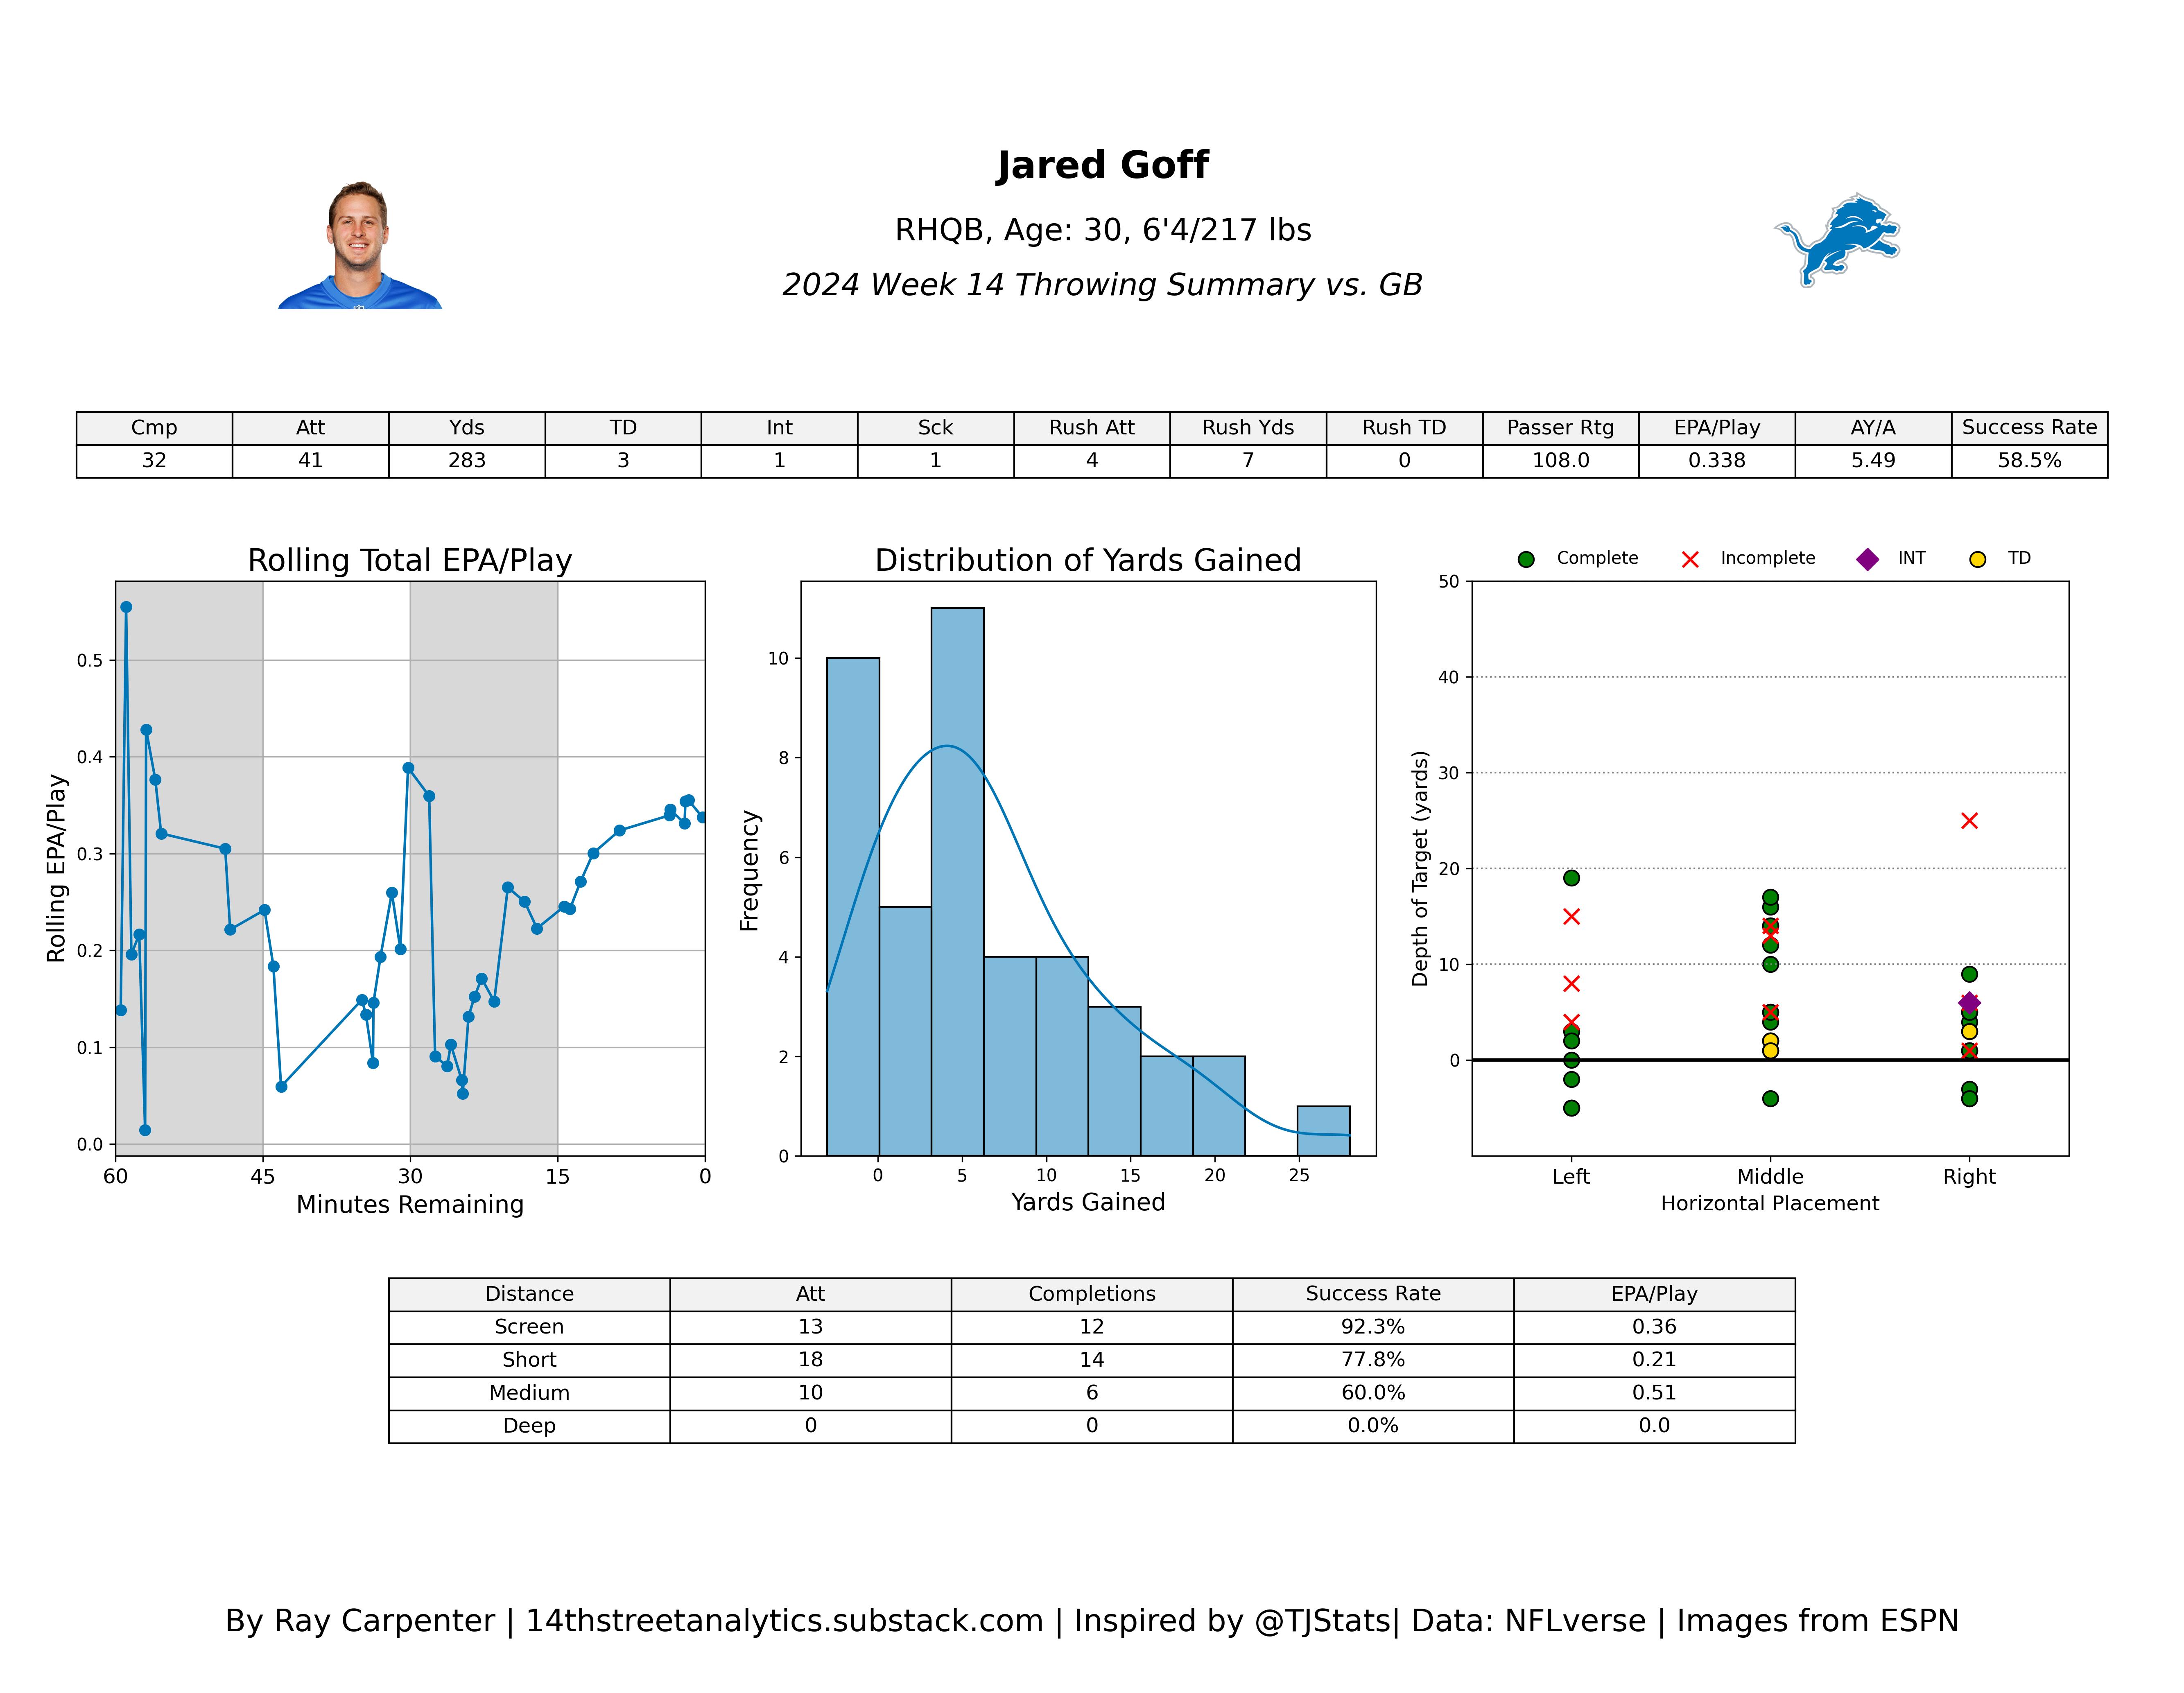 Jared Goff
RHQB, Age: 30, 6'4/217 lbs
2024 Week 14 Throwing Summary vs. GB
Cmp Att Yds TD Int Sck Rush Att Rush Yds Rush TD Passer Rtg EPA/Play AY/A Success Rate
32 41 283 3 1 1 4 7 0 108.0 0.338 5.49 58.5%
Rolling Total EPA/Play
0.5
0.4
0.3
0.2
0.1
0.0
Rolling EPA/Play
60 45 30 15 0
Minutes Remaining
Distribution of Yards Gained
10
8
6
4
2
0
Frequency
0 5 10 15 20 25
Yards Gained
Complete Incomplete INT TD
50
40
30
20
10
0
Depth of Target (yards)
Left Middle Right
Horizontal Placement
Distance Att Completions Success Rate EPA/Play
Screen 13 12 92.3% 0.36
Short 18 14 77.8% 0.21
Medium 10 6 60.0% 0.51
Deep 0 0 0.0% 0.0
By Ray Carpenter | 14thstreetanalytics.substack.com | Inspired by @TJStats| Data: NFLverse | Images from ESPN